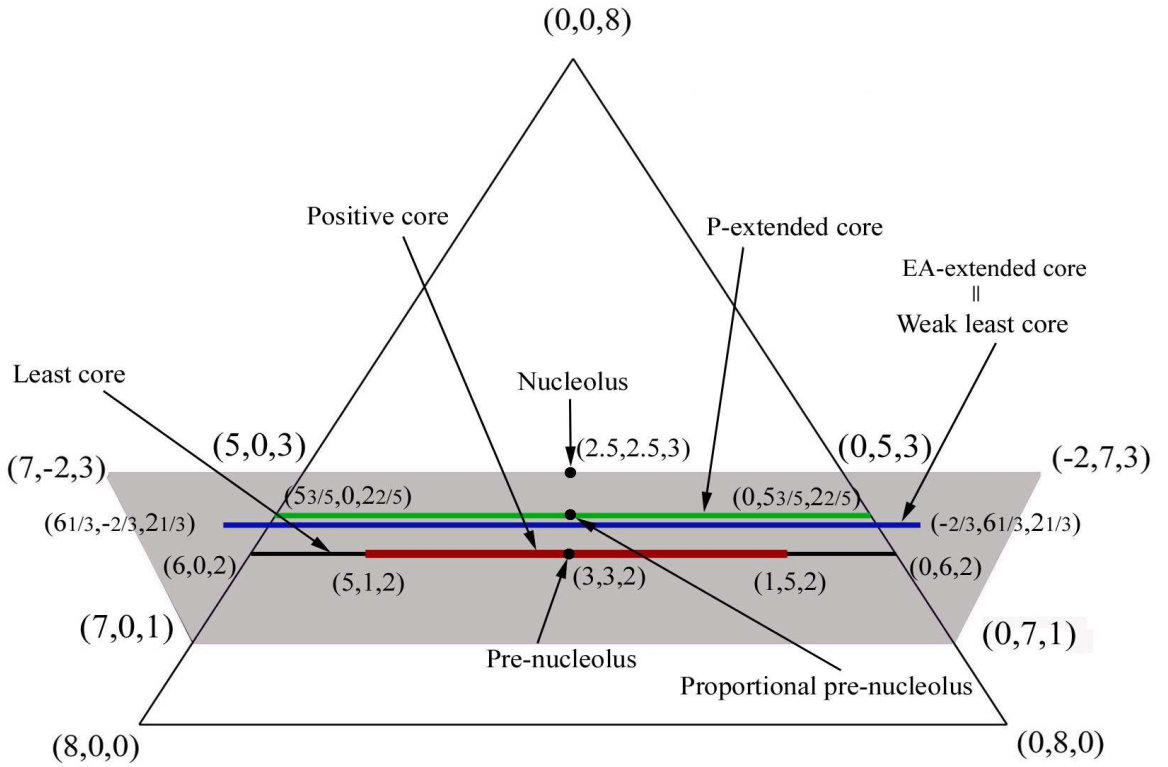 (0,0,8)
Positive core
P-extended core
EA-extended core
=
Weak least core
Least core
Nucleolus
(5,0,3)
(2.5,2.5,3)
(0,5,3)
(7,-2,3)
(-2,7,3)
(53/5,0,22/5)
(0,53/5,22/5)
(61/3,-2/3,21/3)
(-2/3,61/3,21/3)
(6,0,2)
(5,1,2)
(3,3,2)
(1,5,2)
(0,6,2)
(7,0,1)
(0,7,1)
Pre-nucleolus
Proportional pre-nucleolus
(8,0,0)
(0,8,0)